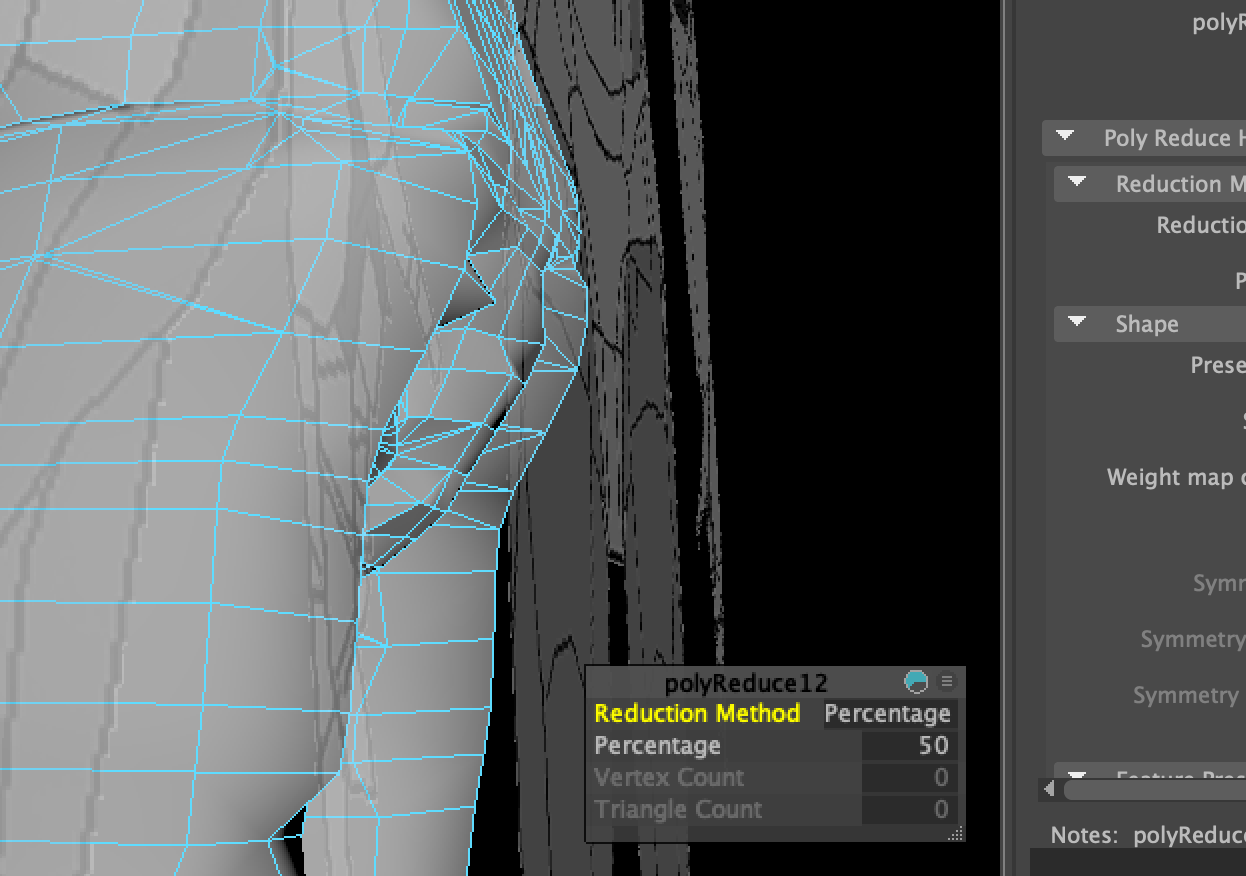 polyR
Poly Reduce H
Reduction M
Reductio
P
Shape
Prese
S
Weight map
Symm
Symmetry
Symmetry
polyReduce12
Reduction Method Percentage
Percentage 50
Vertex Count 0
Triangle Count 0
Notes: polyReduce